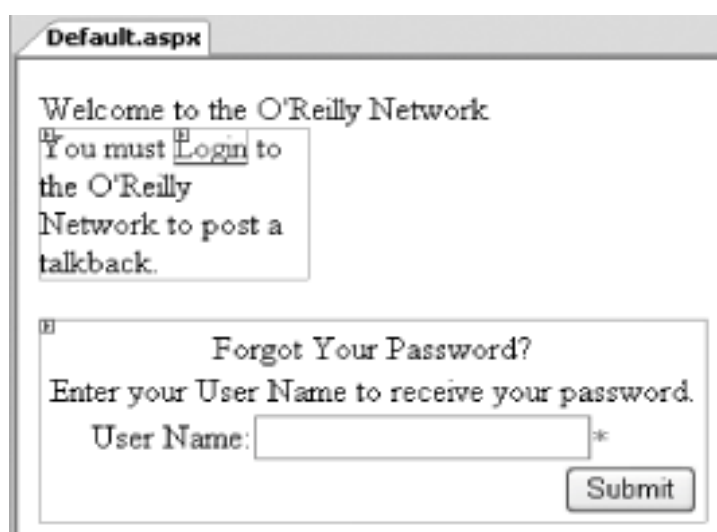 Default.aspx
Welcome to the O'Reilly Network
You must Login to
the O'Reilly
Network to post a
talkback.
Forgot Your Password?
Enter your User Name to receive your password.
User Name: *
Submit